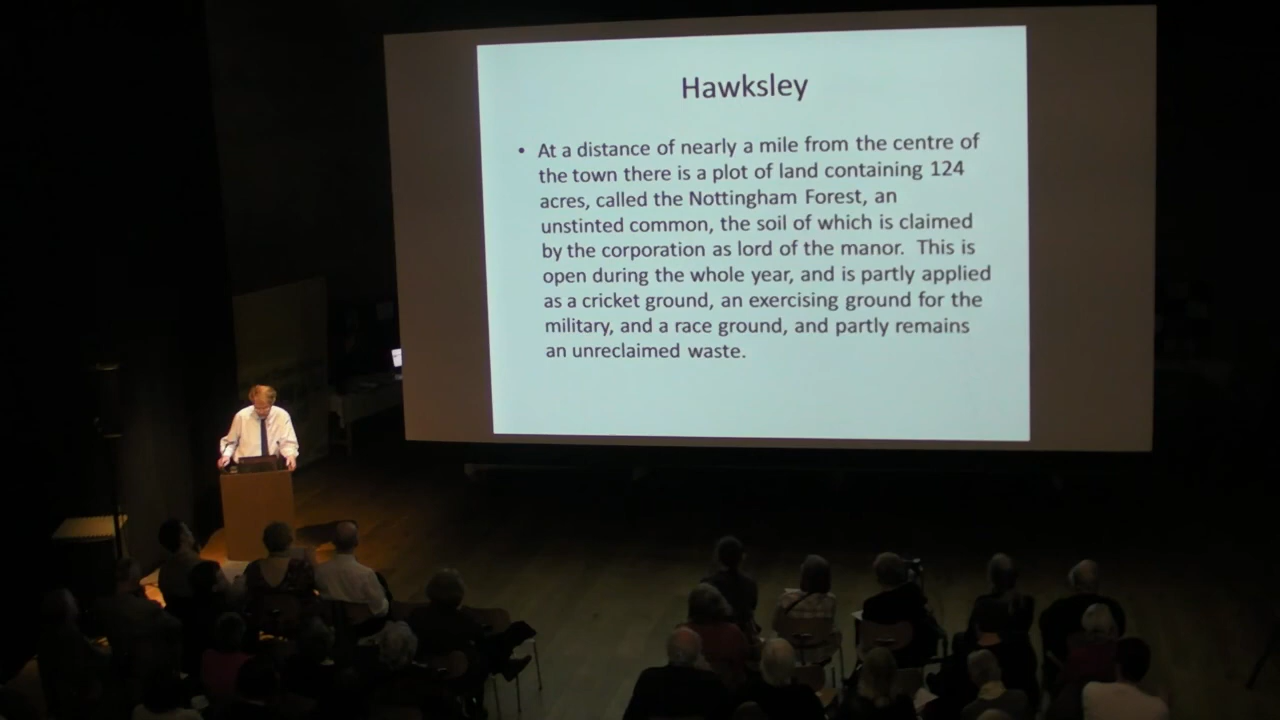 Hawksley
• At a distance of nearly a mile from the centre of
the town there is a plot of land containing 124
acres, called the Nottingham Forest, an
unstinted common, the soil of which is claimed
by the corporation as lord of the manor.  This is
open during the whole year, and is partly applied
as a cricket ground, an exercising ground for the
military, and a race ground, and partly remains
an unreclaimed waste.